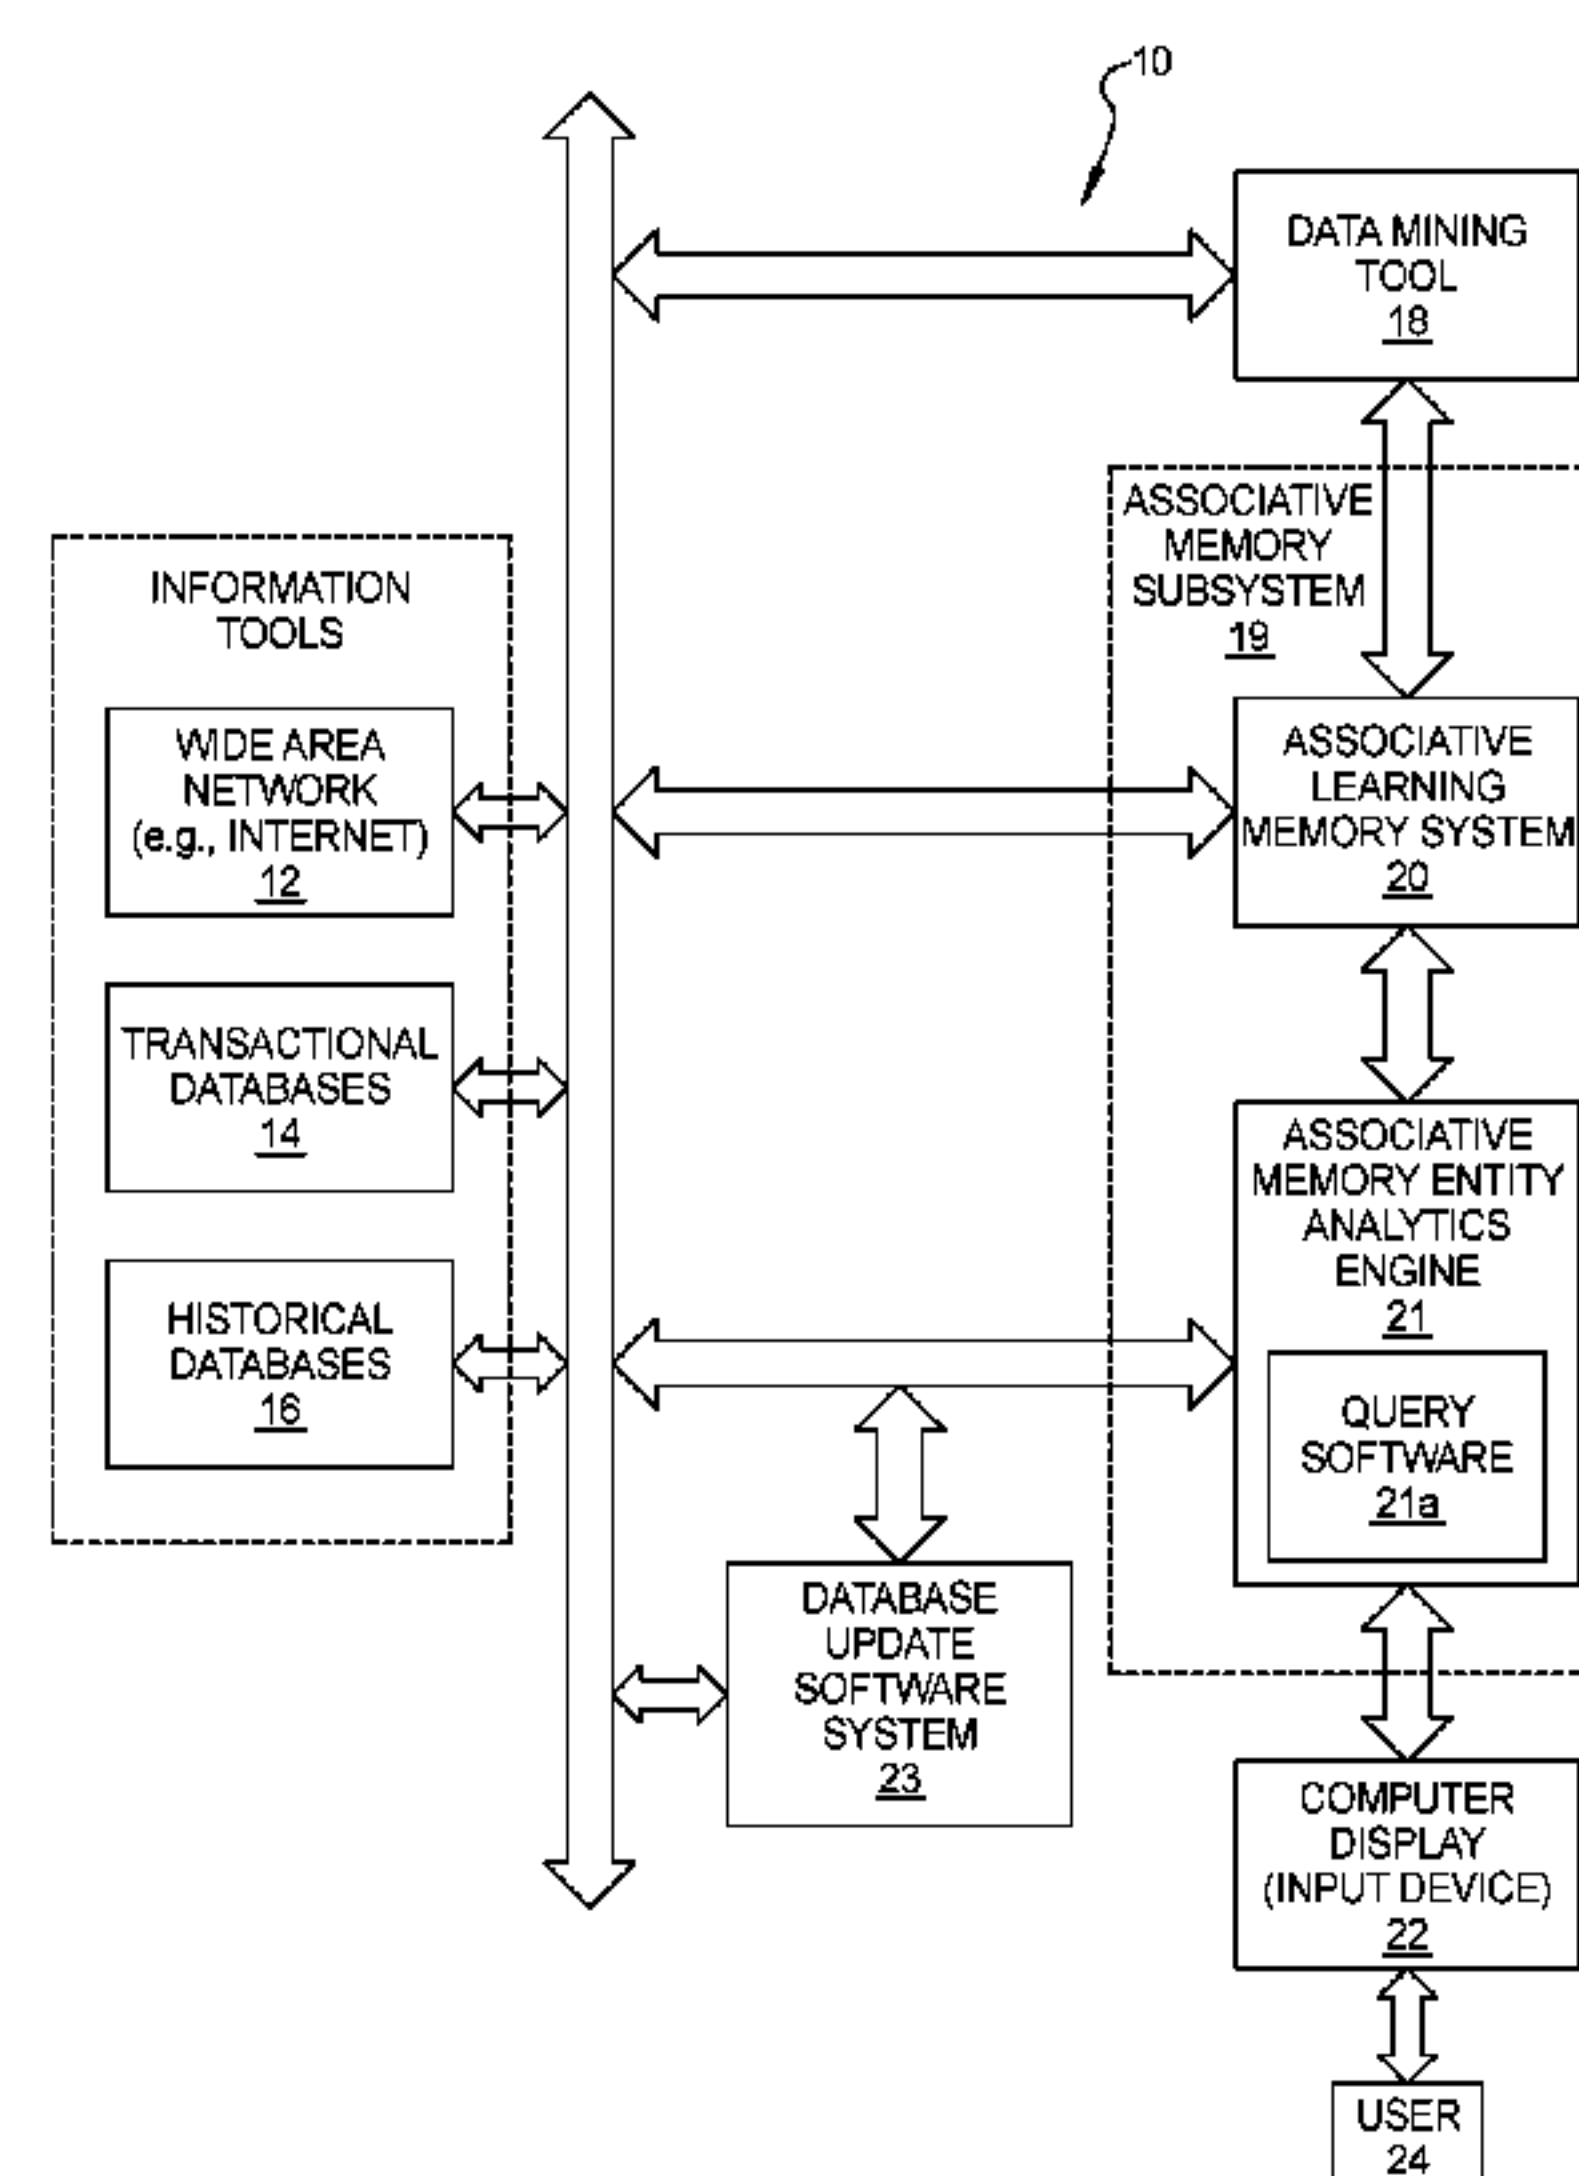 10
DATA MINING
TOOL
18
ASSOCIATIVE
MEMORY
SUBSYSTEM
19
INFORMATION
TOOLS
WIDE AREA
NETWORK
(e.g., INTERNET)
12
ASSOCIATIVE
LEARNING
MEMORY SYSTEM
20
TRANSACTIONAL
DATABASES
14
ASSOCIATIVE
MEMORY ENTITY
ANALYTICS
ENGINE
21
HISTORICAL
DATABASES
16
QUERY
SOFTWARE
21a
DATABASE
UPDATE
SOFTWARE
SYSTEM
23
COMPUTER
DISPLAY
(INPUT DEVICE)
22
USER
24